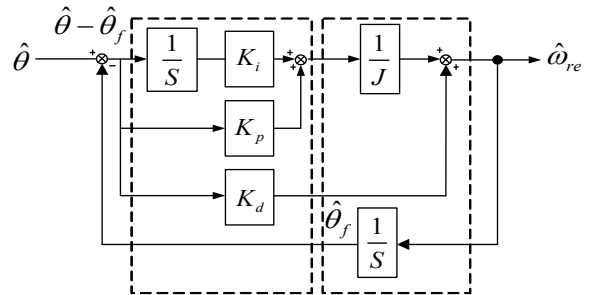 θ̂ − θ̂_f
θ̂
+
−
1/S
K_i
+
+
1/J
+
+
ω̂_re
K_p
K_d
θ̂_f
1/S